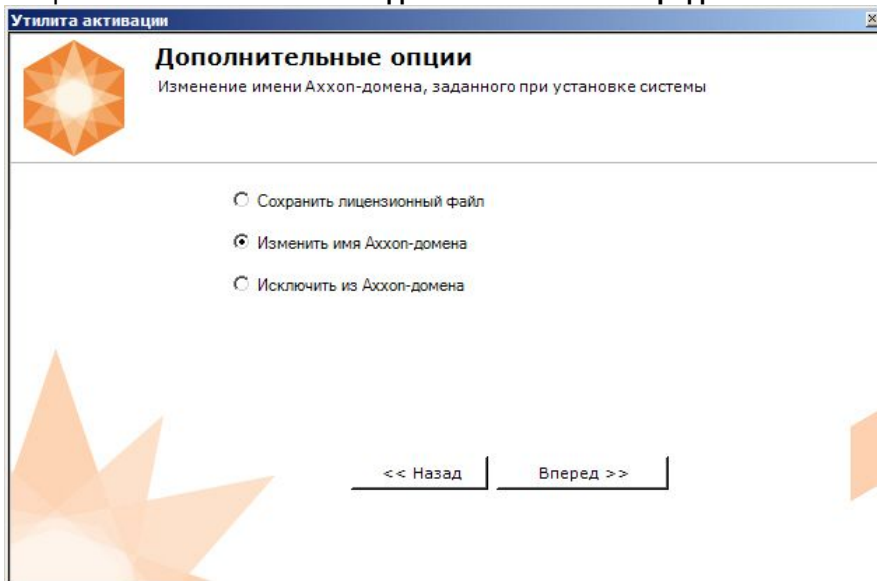 Утилита активации
Дополнительные опции
Изменение имени Axxon-домена, заданного при установке системы
Сохранить лицензионный файл
Изменить имя Axxon-домена
Исключить из Axxon-домена
<< Назад
Вперед >>